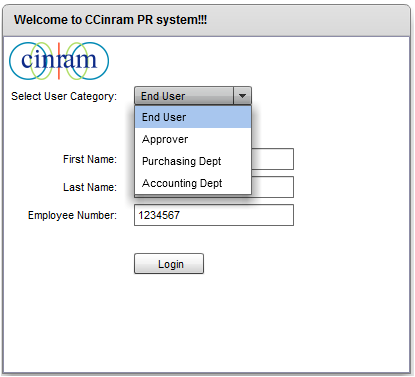 Welcome to CCinram PR system!!!
cinram
Select User Category: End User
End User
Approver
Purchasing Dept
Accounting Dept
First Name:
Last Name:
Employee Number: 1234567
Login